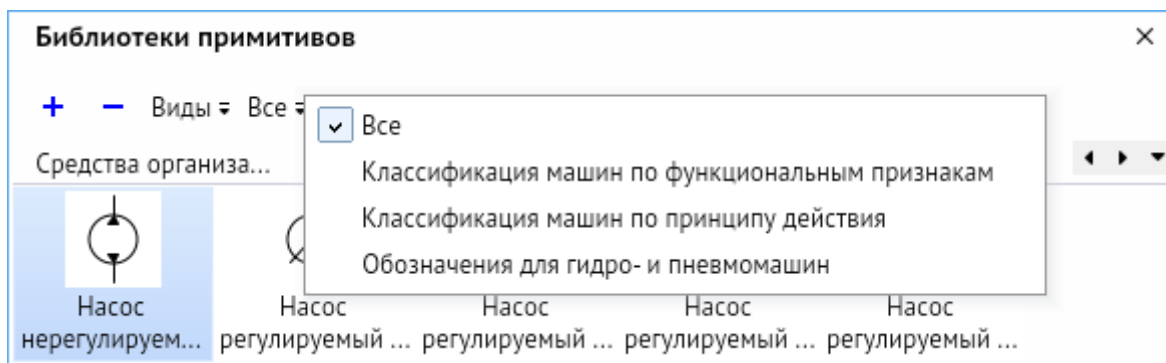 Библиотеки примитивов
Виды Все
Все
Средства организа...
Классификация машин по функциональным признакам
Классификация машин по принципу действия
Обозначения для гидро- и пневмомашин
Насос нерегулируем...
Насос регулируемый ...
Насос регулируемый ...
Насос регулируемый ...
Насос регулируемый ...